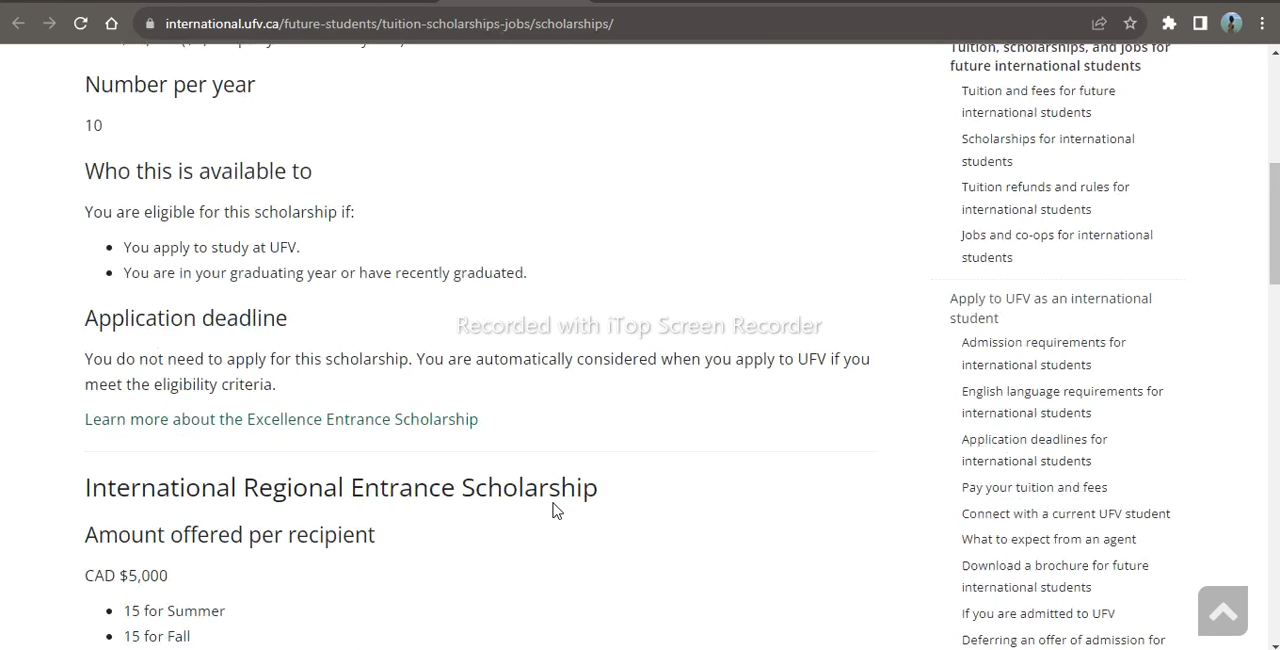 international.ufv.ca/future-students/tuition-scholarships-jobs/scholarships/
Number per year
10
Who this is available to
You are eligible for this scholarship if:
You apply to study at UFV.
You are in your graduating year or have recently graduated.
Application deadline
Recorded with iTop Screen Recorder
You do not need to apply for this scholarship. You are automatically considered when you apply to UFV if you
meet the eligibility criteria.
Learn more about the Excellence Entrance Scholarship
International Regional Entrance Scholarship
Amount offered per recipient
CAD $5,000
15 for Summer
15 for Fall
Tuition, scholarships, and jobs for
future international students
Tuition and fees for future
international students
Scholarships for international
students
Tuition refunds and rules for
international students
Jobs and co-ops for international
students
Apply to UFV as an international
student
Admission requirements for
international students
English language requirements for
international students
Application deadlines for
international students
Pay your tuition and fees
Connect with a current UFV student
What to expect from an agent
Download a brochure for future
international students
If you are admitted to UFV
Deferring an offer of admission for